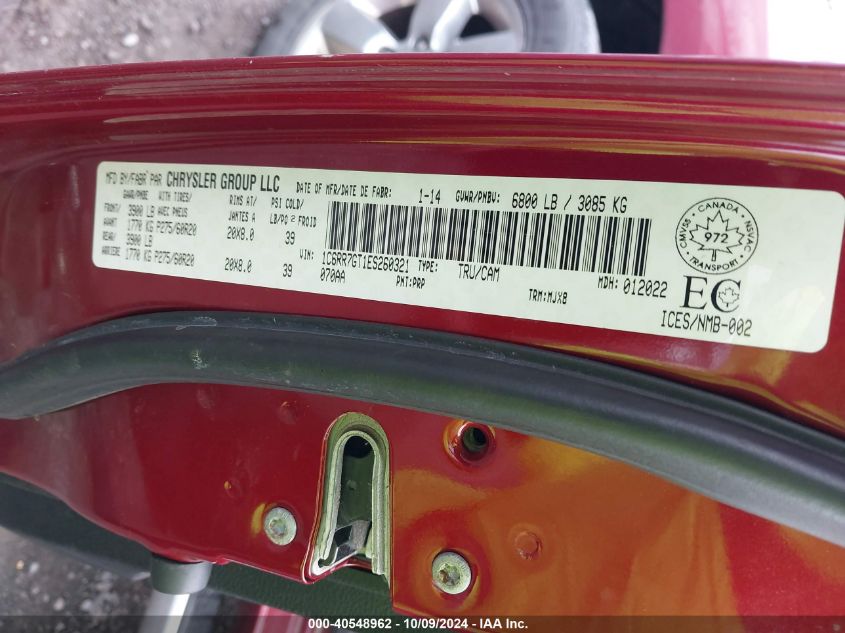 MFD BY/FABR PAR CHRYSLER GROUP LLC
DATE OF MFR/DATE DE FABR: 1-14 GVWR/PNBV: 6800 LB / 3085 KG
GAWR/PNBE WITH TIRES/ RIMS AT/ PSI COLD/
FRONT/ 3900 LB AVEC PNEUS JANTES A LB/PO 2 FROID
AVANT 1770 KG P275/60R20 20X8.0 39
REAR/ 3900 LB
ARRIERE 1770 KG P275/60R20 20X8.0 39
VIN: 1C6RR7GT1ES260321 TYPE: TRU/CAM MDH: 012022
070AA PNT: PRP TRM: MJX8
CANADA
CMVSS 972 NSVAC
TRANSPORT
EC
ICES/NMB-002
000-40548962 - 10/09/2024 - IAA Inc.